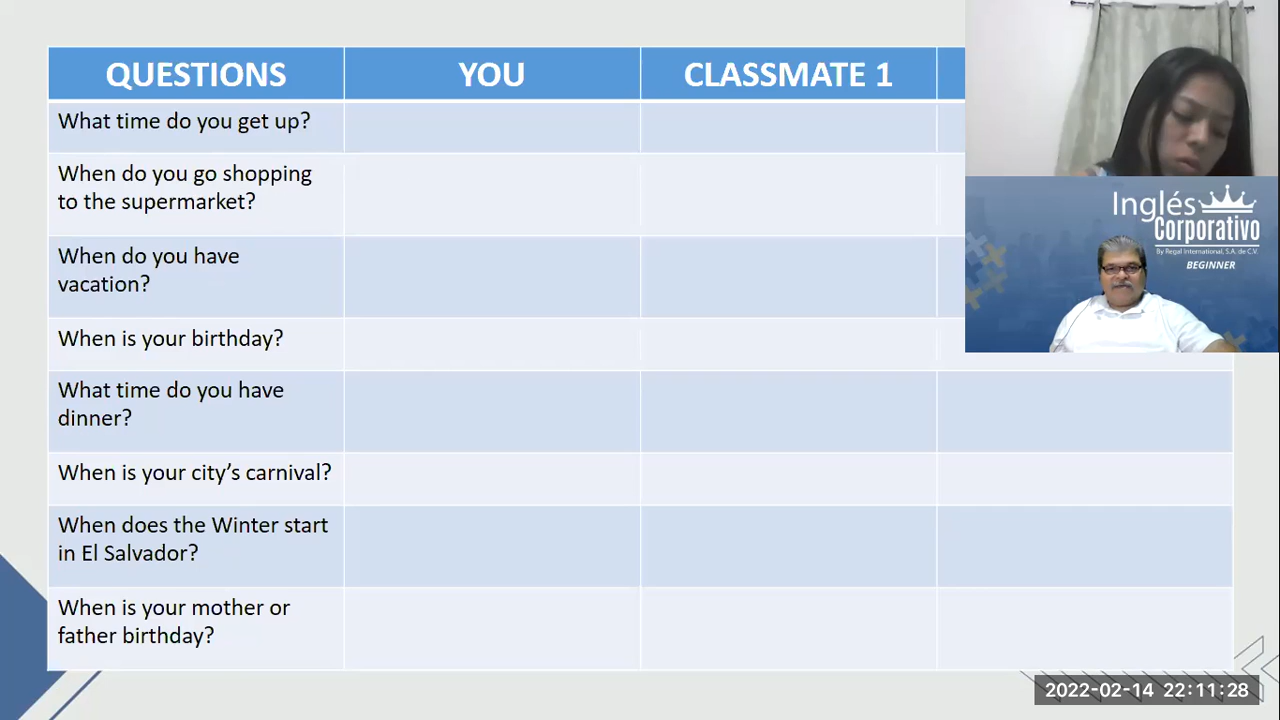 QUESTIONS YOU CLASSMATE 1
What time do you get up?
When do you go shopping
to the supermarket?
When do you have
vacation?
When is your birthday?
What time do you have
dinner?
When is your city's carnival?
When does the Winter start
in El Salvador?
When is your mother or
father birthday?
Inglés
Corporativo
By Regal International, S.A. de C.V.
BEGINNER
2022-02-14 22:11:28